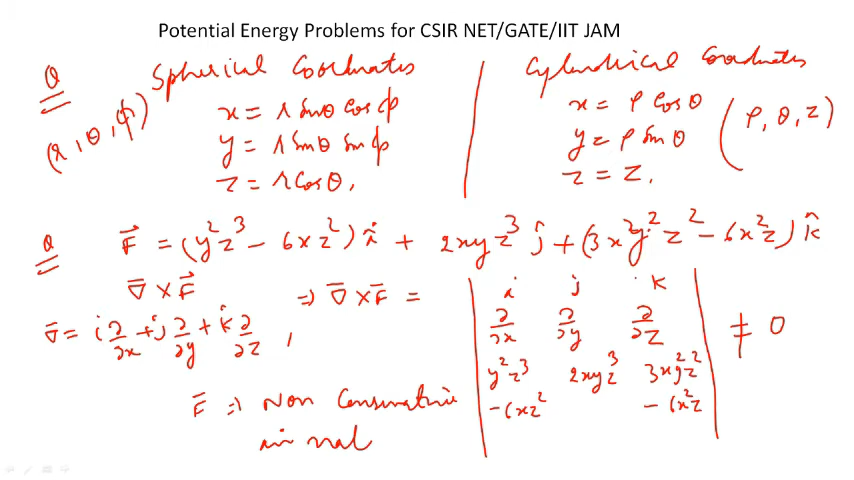 Potential Energy Problems for CSIR NET/GATE/IIT JAM
Q
Spherical Coordinates
(r, θ, ϕ)
x = r Sinθ Cosϕ
y = r Sinθ Sinϕ
z = r Cosθ,
Cylindrical Coordinates
x = ρ Cosθ
y = ρ Sinθ
z = z,
(ρ, θ, z)
Q F⃗ = (y²z³ - 6xz²) î + 2xyz³ ĵ + (3xy²z² - 6x²z) k̂
∇̄ × F⃗ ⇒ ∇̄ × F̄ =
i j k
∂/∂x ∂/∂y ∂/∂z
y²z³ 2xyz³ 3xy²z²
-6xz² - 6x²z
≠ 0
∇̄ = i ∂/∂x + j ∂/∂y + k ∂/∂z ,
F̄ ⇒ Non Conservative
in nat